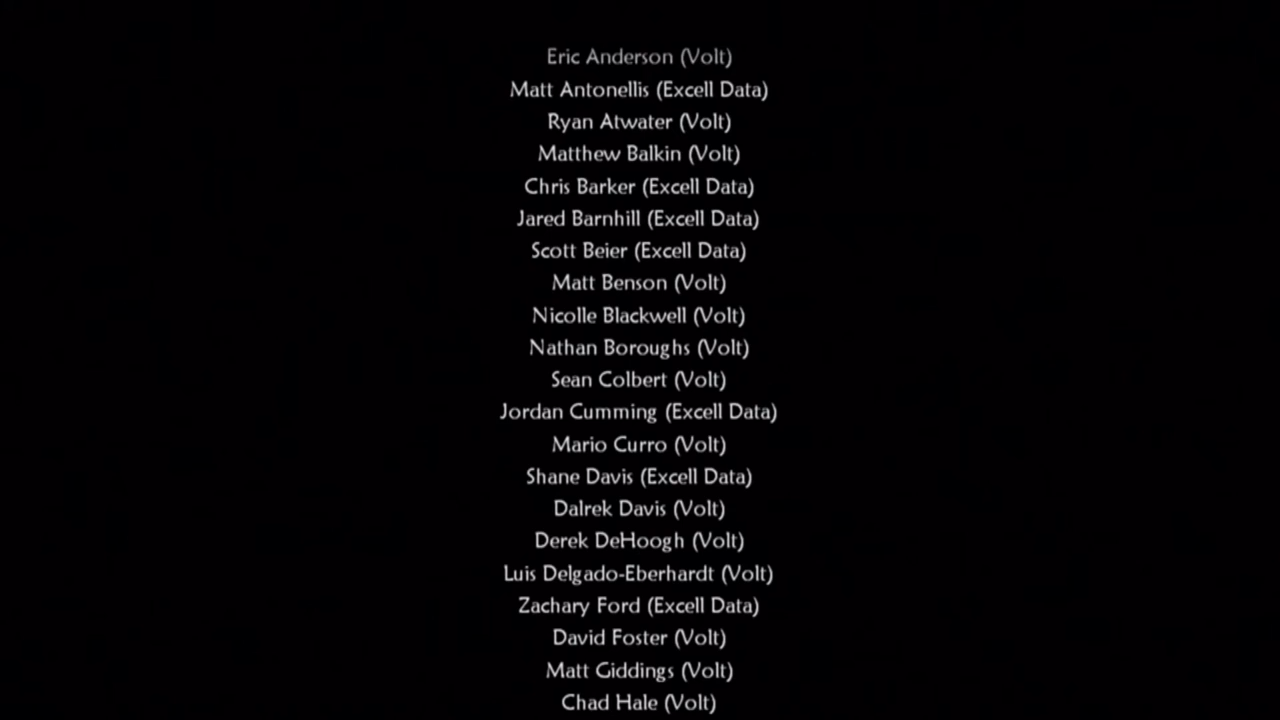 Eric Anderson (Volt)
Matt Antonellis (Excell Data)
Ryan Atwater (Volt)
Matthew Balkin (Volt)
Chris Barker (Excell Data)
Jared Barnhill (Excell Data)
Scott Beier (Excell Data)
Matt Benson (Volt)
Nicolle Blackwell (Volt)
Nathan Boroughs (Volt)
Sean Colbert (Volt)
Jordan Cumming (Excell Data)
Mario Curro (Volt)
Shane Davis (Excell Data)
Dalrek Davis (Volt)
Derek DeHoogh (Volt)
Luis Delgado-Eberhardt (Volt)
Zachary Ford (Excell Data)
David Foster (Volt)
Matt Giddings (Volt)
Chad Hale (Volt)